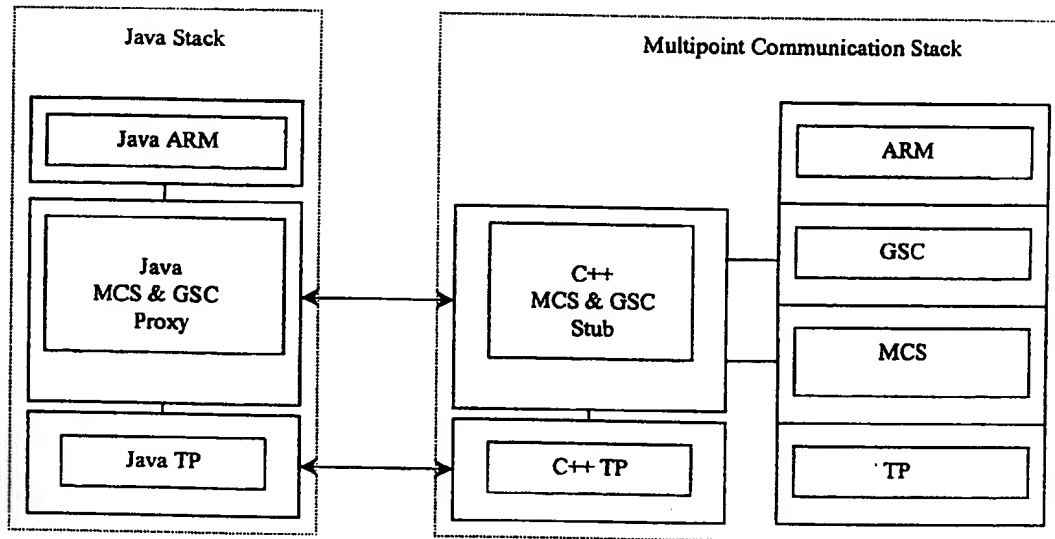 Java Stack
Multipoint Communication Stack
Java ARM
Java
MCS & GSC
Proxy
Java TP
C++
MCS & GSC
Stub
C++ TP
ARM
GSC
MCS
TP